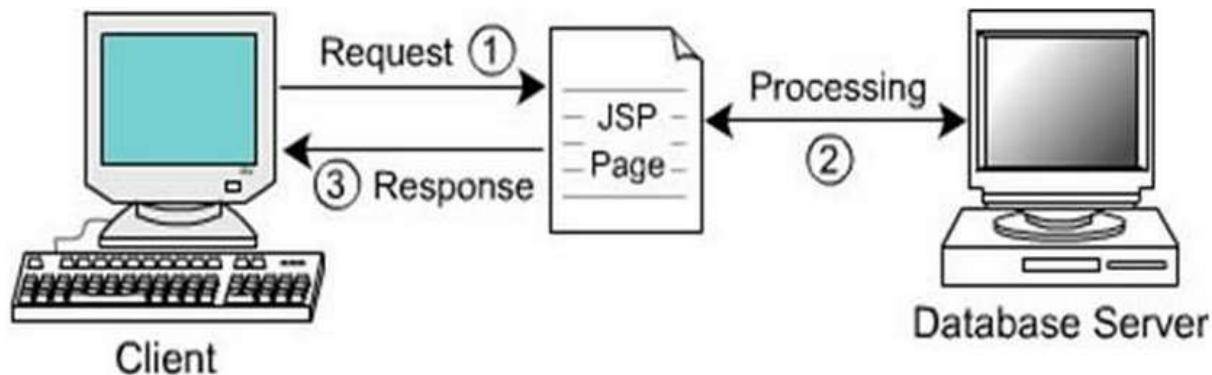 Request ①
JSP
Page
Processing
②
③ Response
Client
Database Server